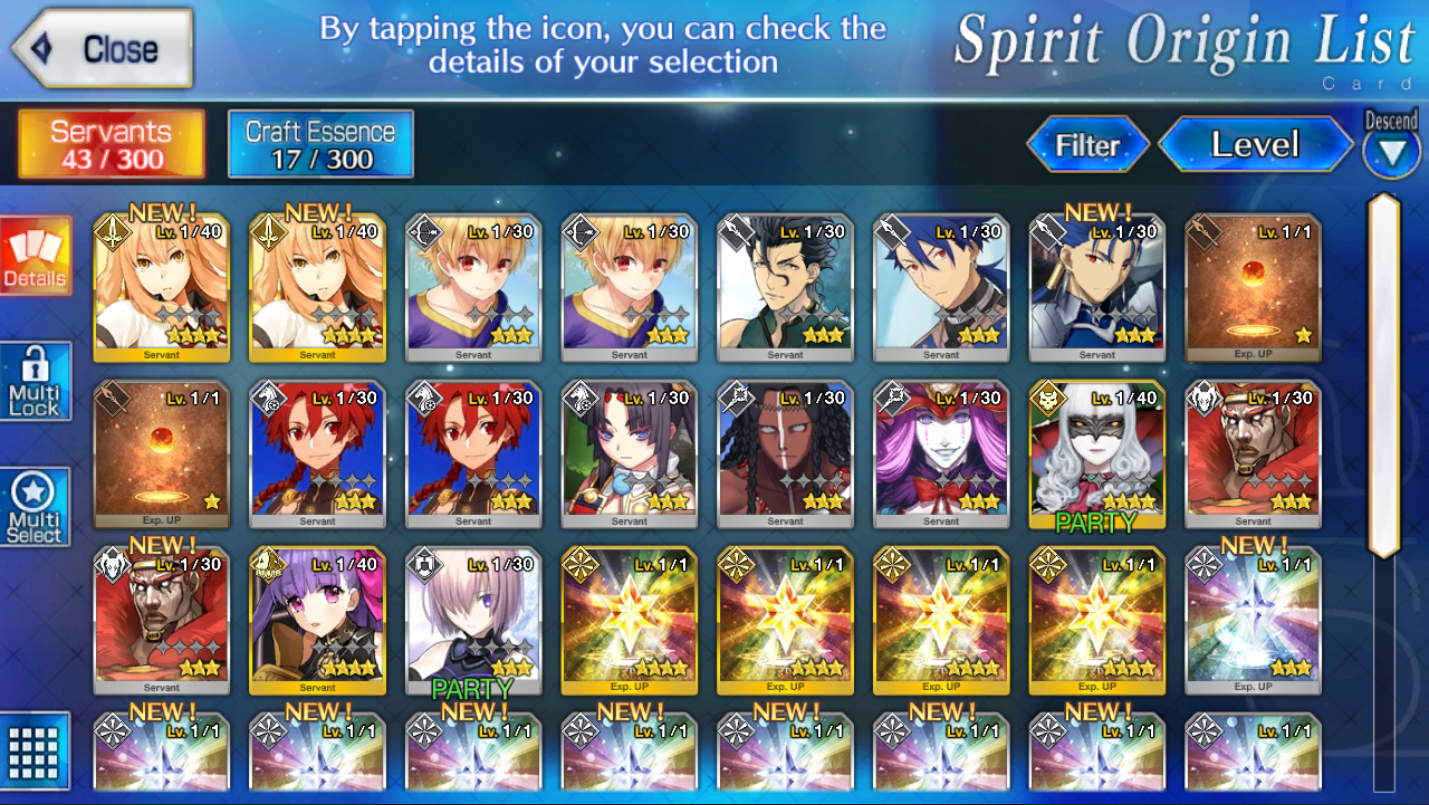 Close
By tapping the icon, you can check the
details of your selection
Spirit Origin List
Card
Servants
43 / 300
Craft Essence
17 / 300
Filter
Level
Descend
Details
Multi
Lock
Multi
Select
NEW! NEW! NEW!
Lv. 1/40 Lv. 1/40 Lv. 1/30 Lv. 1/30 Lv. 1/30 Lv. 1/30 Lv. 1/30 Lv. 1/1
Servant Servant Servant Servant Servant Servant Servant Exp. UP
Lv. 1/1 Lv. 1/30 Lv. 1/30 Lv. 1/30 Lv. 1/30 Lv. 1/30 Lv. 1/40 Lv. 1/30
PARTY
Exp. UP Servant Servant Servant Servant Servant Servant
NEW! NEW!
Lv. 1/30 Lv. 1/40 Lv. 1/30 Lv. 1/1 Lv. 1/1 Lv. 1/1 Lv. 1/1 Lv. 1/1
PARTY
Servant Servant Exp. UP Exp. UP Exp. UP Exp. UP Exp. UP
NEW! NEW! NEW! NEW! NEW! NEW! NEW!
Lv. 1/1 Lv. 1/1 Lv. 1/1 Lv. 1/1 Lv. 1/1 Lv. 1/1 Lv. 1/1 Lv. 1/1